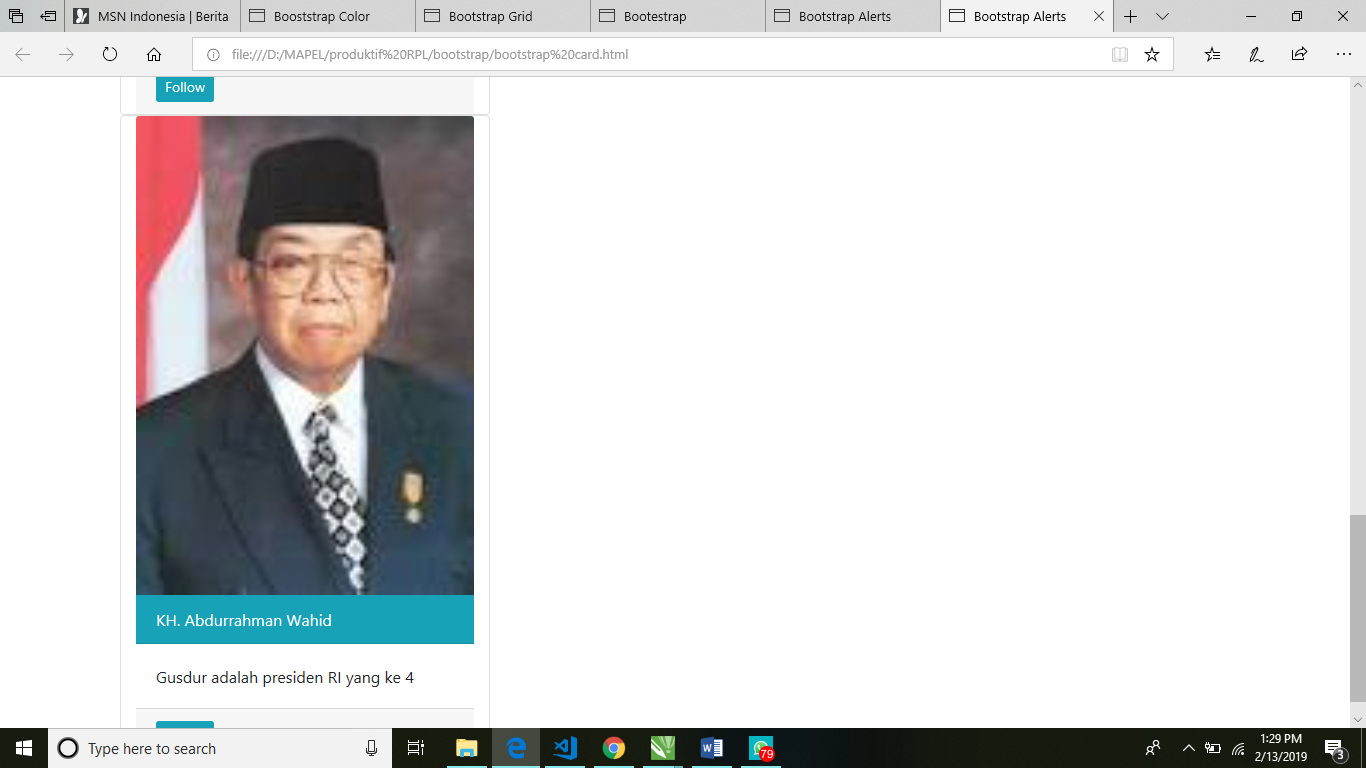 MSN Indonesia | Berita
Booststrap Color
Bootstrap Grid
Bootestrap
Bootstrap Alerts
Bootstrap Alerts
file:///D:/MAPEL/produktif%20RPL/bootstrap/bootstrap%20card.html
Follow
KH. Abdurrahman Wahid
Gusdur adalah presiden RI yang ke 4
Type here to search
79
1:29 PM
2/13/2019
3